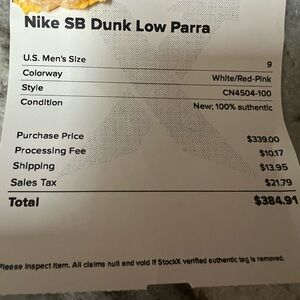 Nike SB Dunk Low Parra
U.S. Men's Size 9
Colorway White/Red-Pink
Style CN4504-100
Condition New; 100% authentic
Purchase Price $339.00
Processing Fee $10.17
Shipping $13.95
Sales Tax $21.79
Total $384.91
Please inspect item. All claims null and void if StockX verified authentic tag is removed.